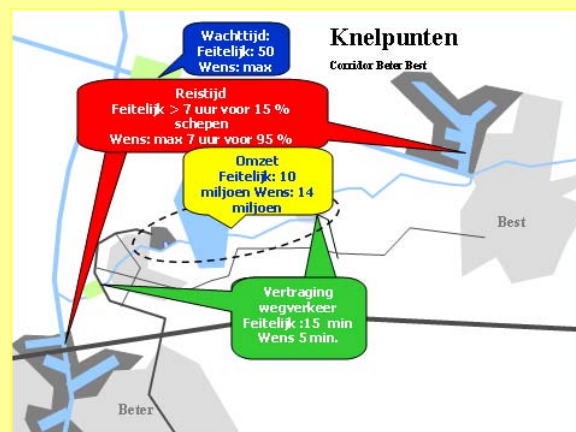 Knelpunten
Corridor Beter Best
Wachttijd:
Feitelijk: 50
Wens: max
Reistijd
Feitelijk > 7 uur voor 15 %
schepen
Wens: max 7 uur voor 95 %
Omzet
Feitelijk: 10
miljoen Wens: 14
miljoen
Best
Vertraging
wegverkeer
Feitelijk :15 min
Wens 5 min.
Beter